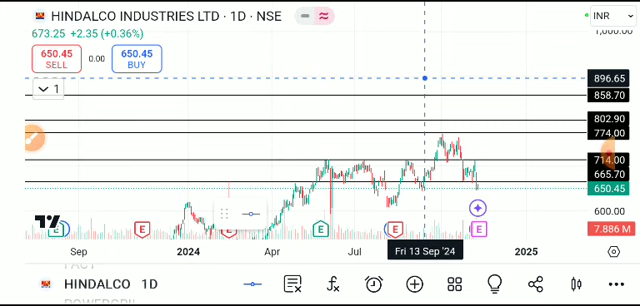 HINDALCO INDUSTRIES LTD · 1D · NSE
INR
673.25 +2.35 (+0.36%)
1,000.00
650.45
SELL
0.00
650.45
BUY
896.65
1
858.70
802.90
774.00
714.00
665.70
650.45
600.00
7.886 M
E
E
E
E
E
E
Sep
2024
Apr
Jul
Fri 13 Sep '24
2025
HINDALCO 1D
POWERGRID